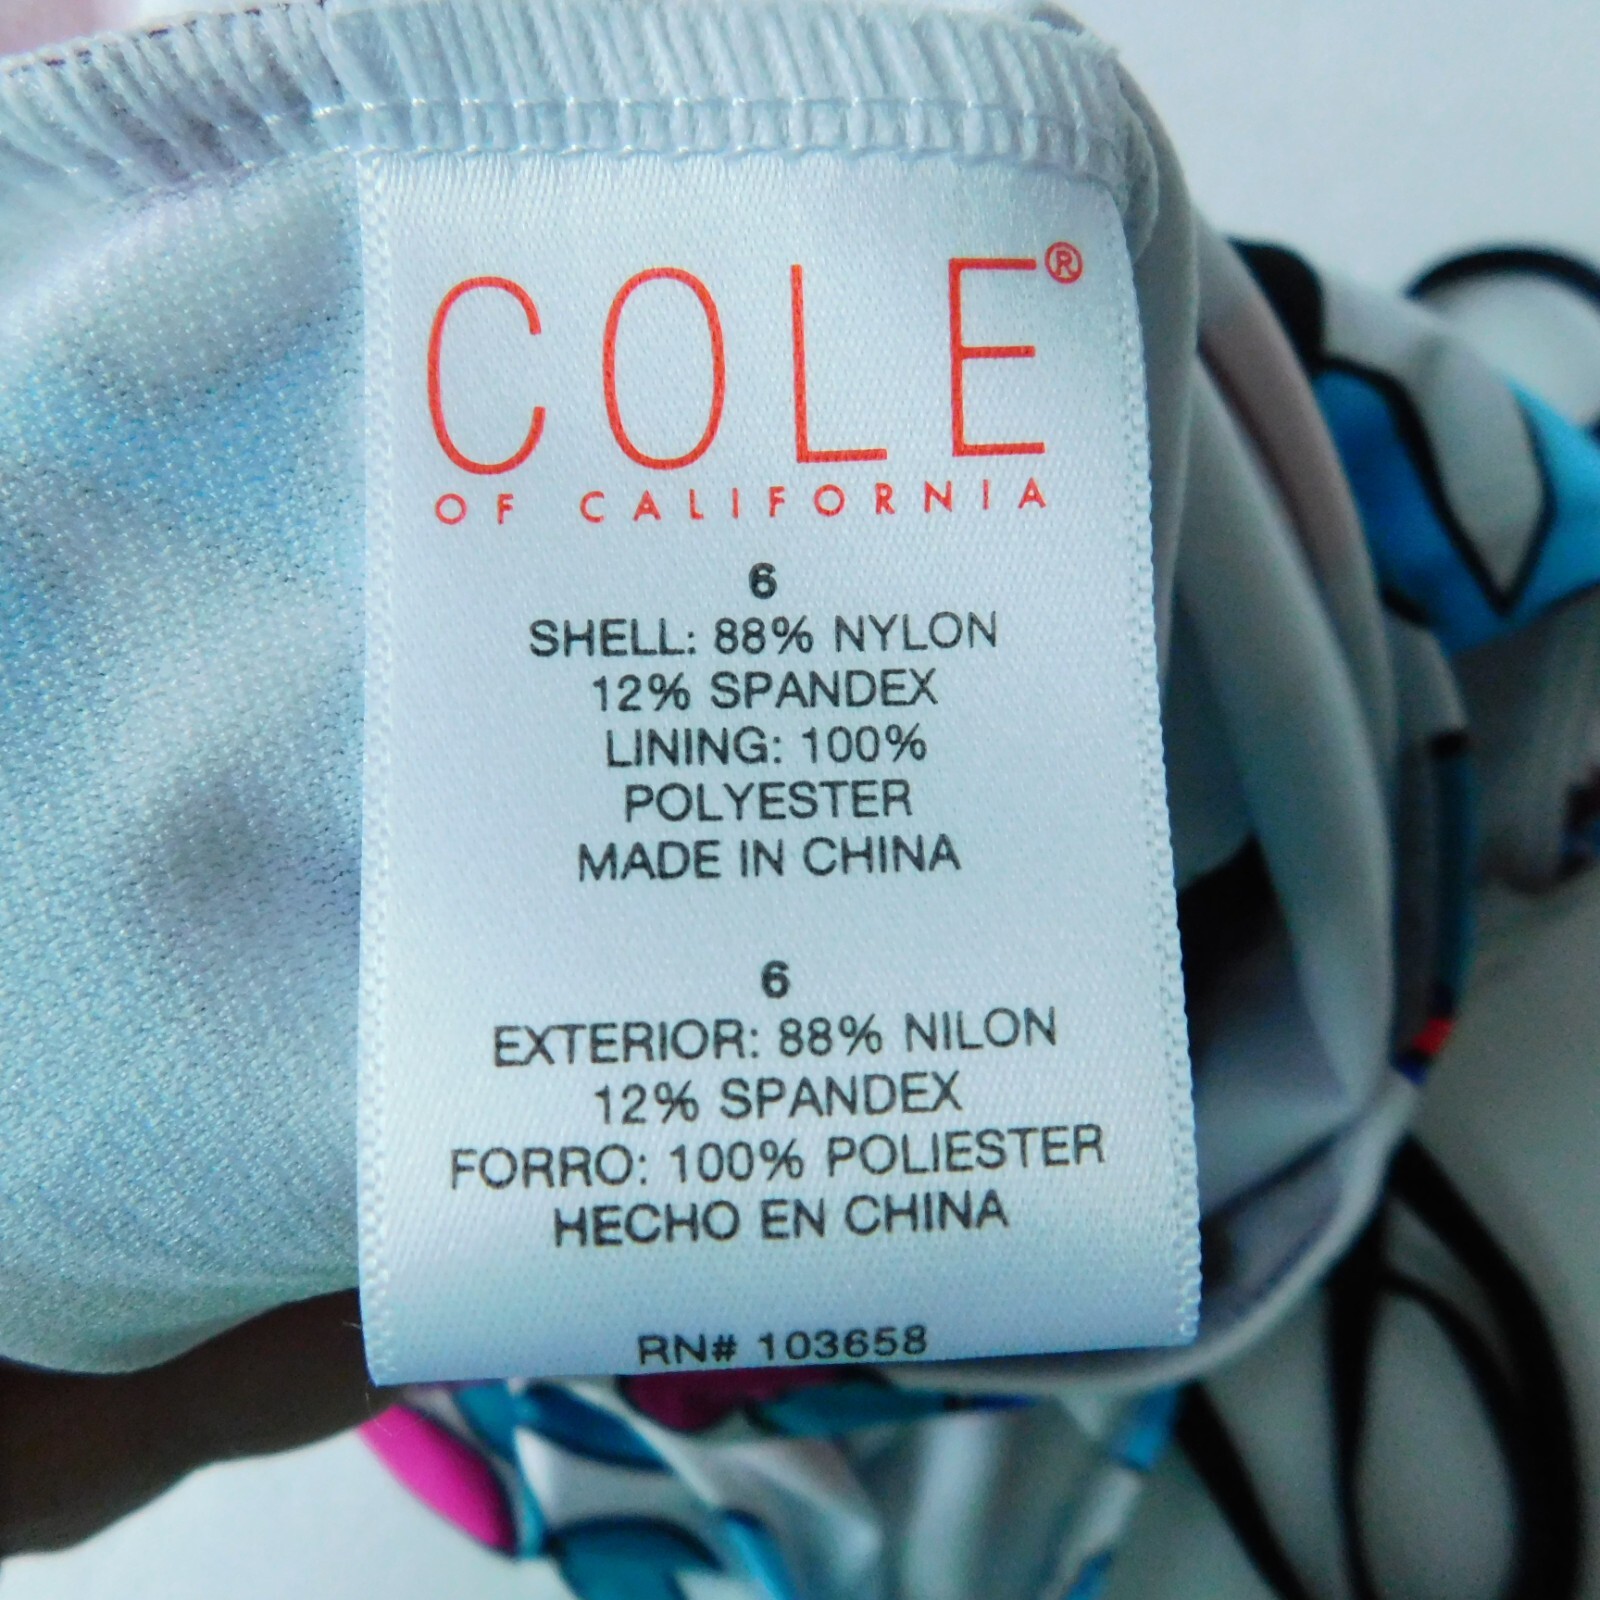 COLE®
OF CALIFORNIA
6
SHELL: 88% NYLON
12% SPANDEX
LINING: 100%
POLYESTER
MADE IN CHINA
6
EXTERIOR: 88% NILON
12% SPANDEX
FORRO: 100% POLIESTER
HECHO EN CHINA
RN# 103658